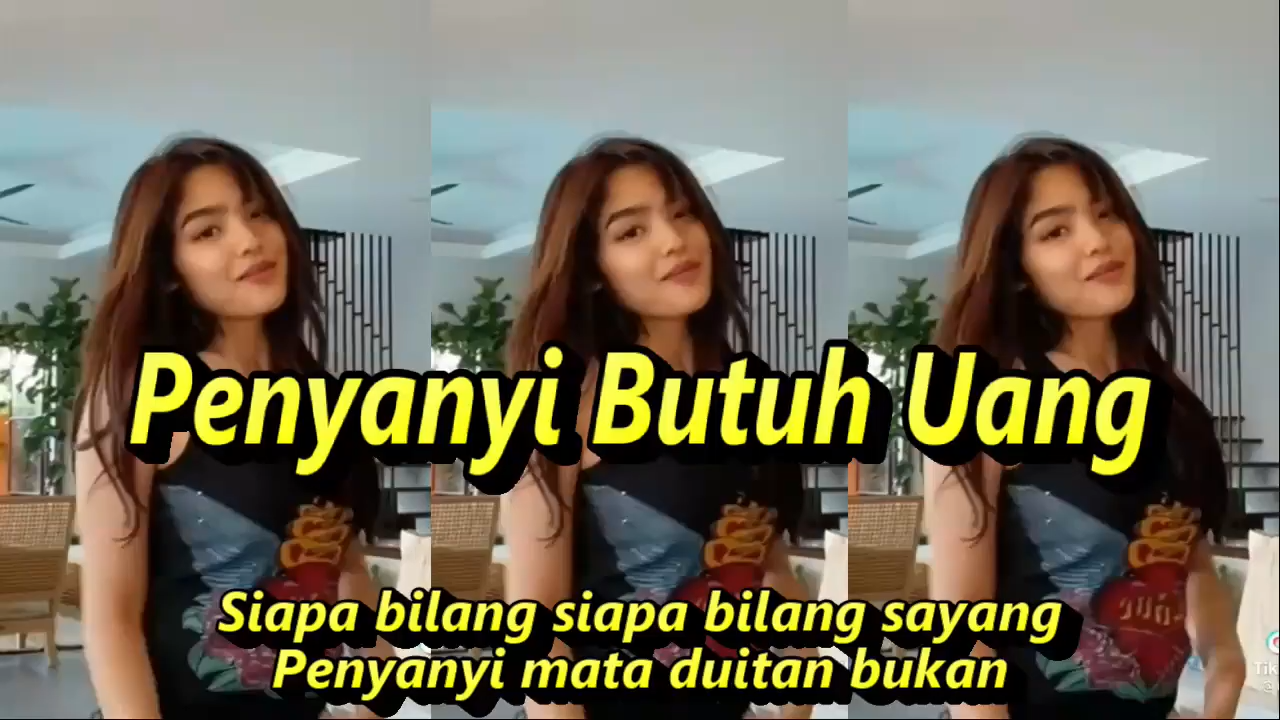 Penyanyi Butuh Uang
Siapa bilang siapa bilang sayang
Penyanyi mata duitan bukan